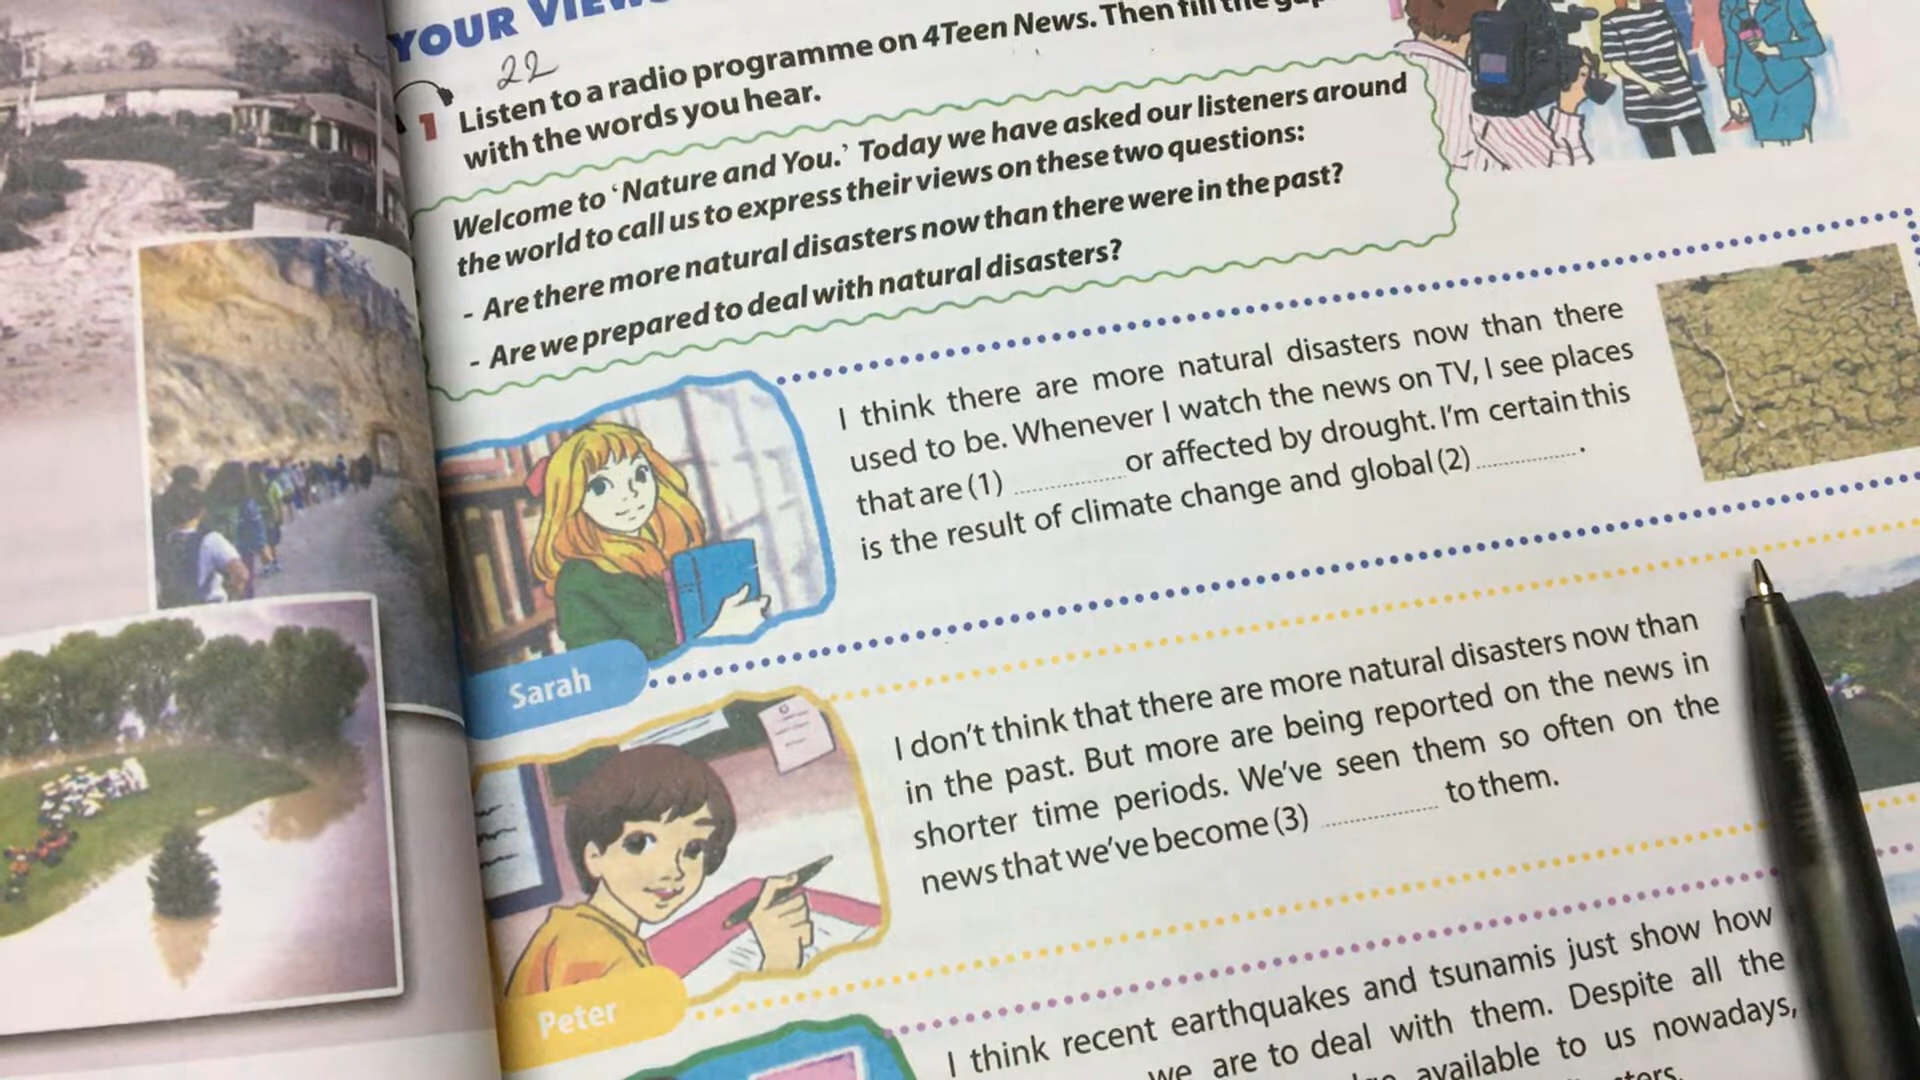 YOUR VIEWS
22
1 Listen to a radio programme on 4Teen News. Then fill the
with the words you hear.
Welcome to ‘Nature and You.’ Today we have asked our listeners around
the world to call us to express their views on these two questions:
- Are there more natural disasters now than there were in the past?
- Are we prepared to deal with natural disasters?
I think there are more natural disasters now than there
used to be. Whenever I watch the news on TV, I see places
that are (1) ............ or affected by drought. I’m certain this
is the result of climate change and global (2) ............ .
Sarah
I don’t think that there are more natural disasters now than
in the past. But more are being reported on the news in
shorter time periods. We’ve seen them so often on the
news that we’ve become (3) ............ to them.
Peter
I think recent earthquakes and tsunamis just show how
we are to deal with them. Despite all the
available to us nowadays,